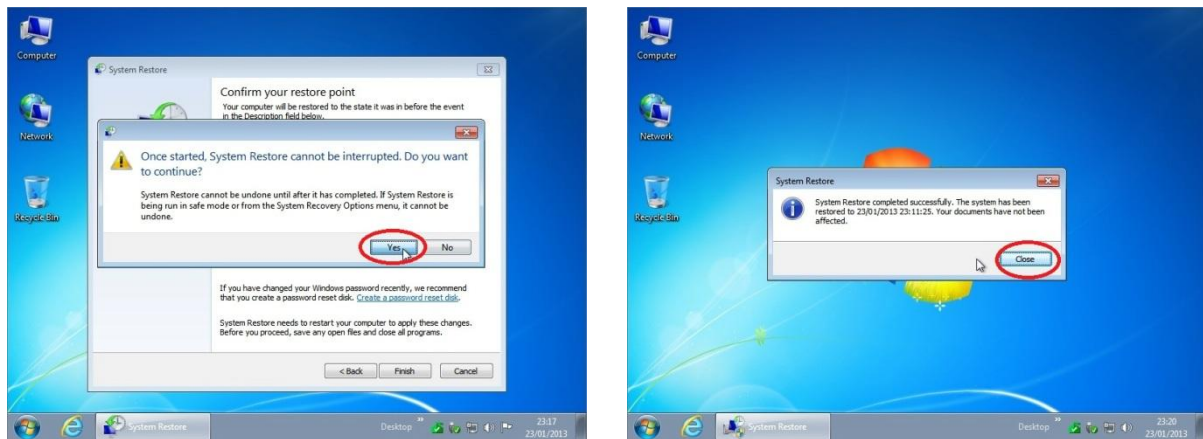 Computer
Network
Recycle Bin
System Restore
Confirm your restore point
Your computer will be restored to the state it was in before the event
in the Description field below.
Once started, System Restore cannot be interrupted. Do you want
to continue?
System Restore cannot be undone until after it has completed. If System Restore is
being run in safe mode or from the System Recovery Options menu, it cannot be
undone.
Yes
No
If you have changed your Windows password recently, we recommend
that you create a password reset disk. Create a password reset disk.
System Restore needs to restart your computer to apply these changes.
Before you proceed, save any open files and close all programs.
< Back
Finish
Cancel
System Restore
Desktop
23:17
23/01/2013
Computer
Network
Recycle Bin
System Restore
System Restore completed successfully. The system has been
restored to 23/01/2013 23:11:25. Your documents have not been
affected.
Close
System Restore
Desktop
23:20
23/01/2013